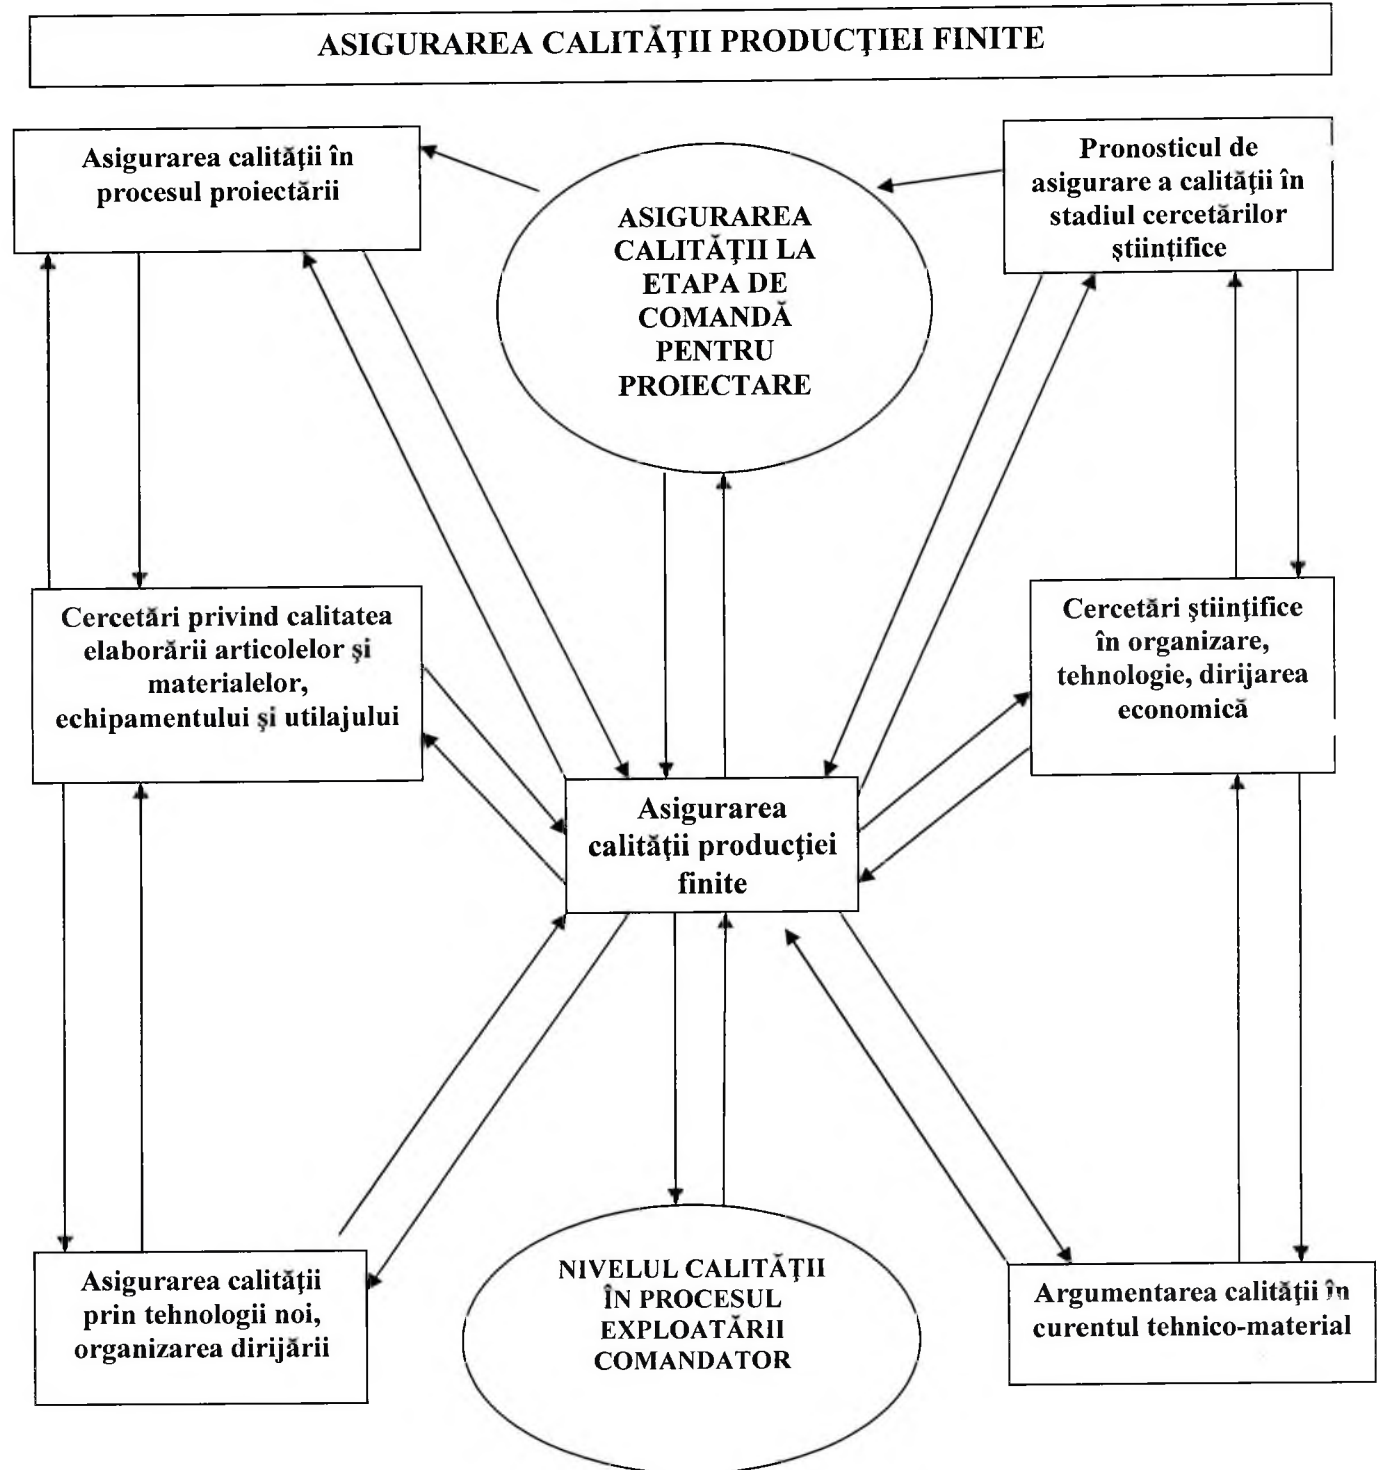 ASIGURAREA CALITĂŢII PRODUCŢIEI FINITE
Asigurarea calităţii în
procesul proiectării
ASIGURAREA
CALITĂŢII LA
ETAPA DE
COMANDĂ
PENTRU
PROIECTARE
Pronosticul de
asigurare a calităţii în
stadiul cercetărilor
ştiinţifice
Cercetări privind calitatea
elaborării articolelor şi
materialelor,
echipamentului şi utilajului
Cercetări ştiinţifice
în organizare,
tehnologie, dirijarea
economică
Asigurarea
calităţii producţiei
finite
Asigurarea calităţii
prin tehnologii noi,
organizarea dirijării
NIVELUL CALITĂŢII
ÎN PROCESUL
EXPLOATĂRII
COMANDATOR
Argumentarea calităţii în
curentul tehnico-material